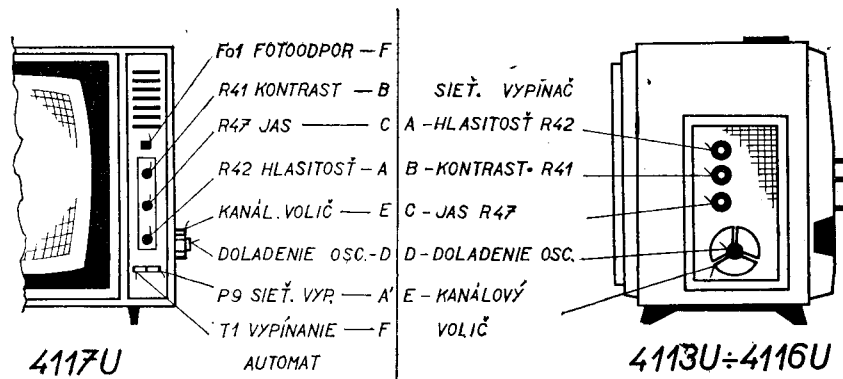 Fo1 FOTOODPOR — F
R41 KONTRAST — B
R47 JAS — C
R42 HLASITOSŤ — A
KANÁL. VOLIČ — E
DOLADENIE OSC. - D
P9 SIEŤ. VYP. — A'
T1 VYPÍNANIE — F
AUTOMAT
4117U
SIEŤ. VYPÍNAČ
A - HLASITOSŤ R42
B - KONTRAST • R41
C - JAS R47
D - DOLADENIE OSC.
E - KANÁLOVÝ
VOLIČ
4113U÷4116U